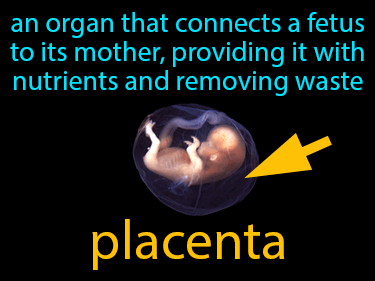 an organ that connects a fetus
to its mother, providing it with
nutrients and removing waste
placenta